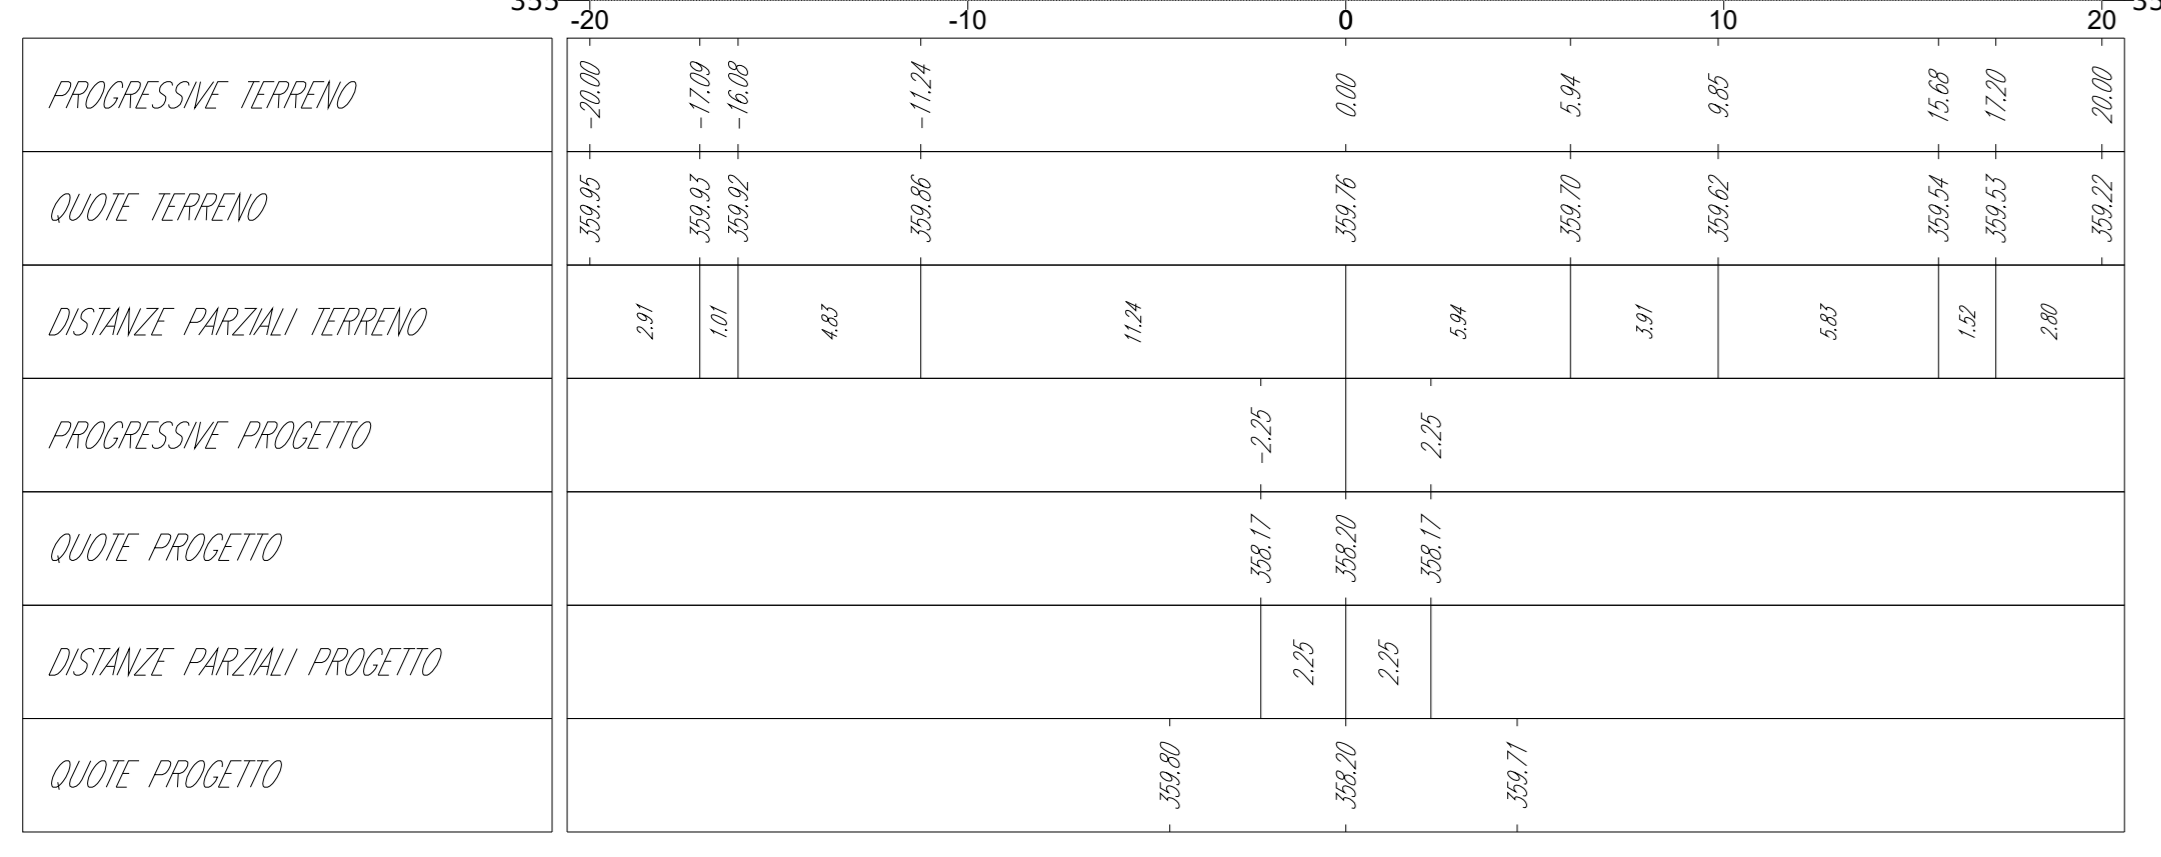 -20 -10 0 10 20
PROGRESSIVE TERRENO -20.00 -17.09 -16.08 -11.24 0.00 5.94 9.85 15.68 17.20 20.00
QUOTE TERRENO 359.95 359.93 359.92 359.86 359.76 359.70 359.62 359.54 359.53 359.22
DISTANZE PARZIALI TERRENO 2.91 1.01 4.83 11.24 5.94 3.91 5.83 1.52 2.80
PROGRESSIVE PROGETTO -2.25 2.25
QUOTE PROGETTO 358.17 358.20 358.17
DISTANZE PARZIALI PROGETTO 2.25 2.25
QUOTE PROGETTO 359.80 358.20 359.71